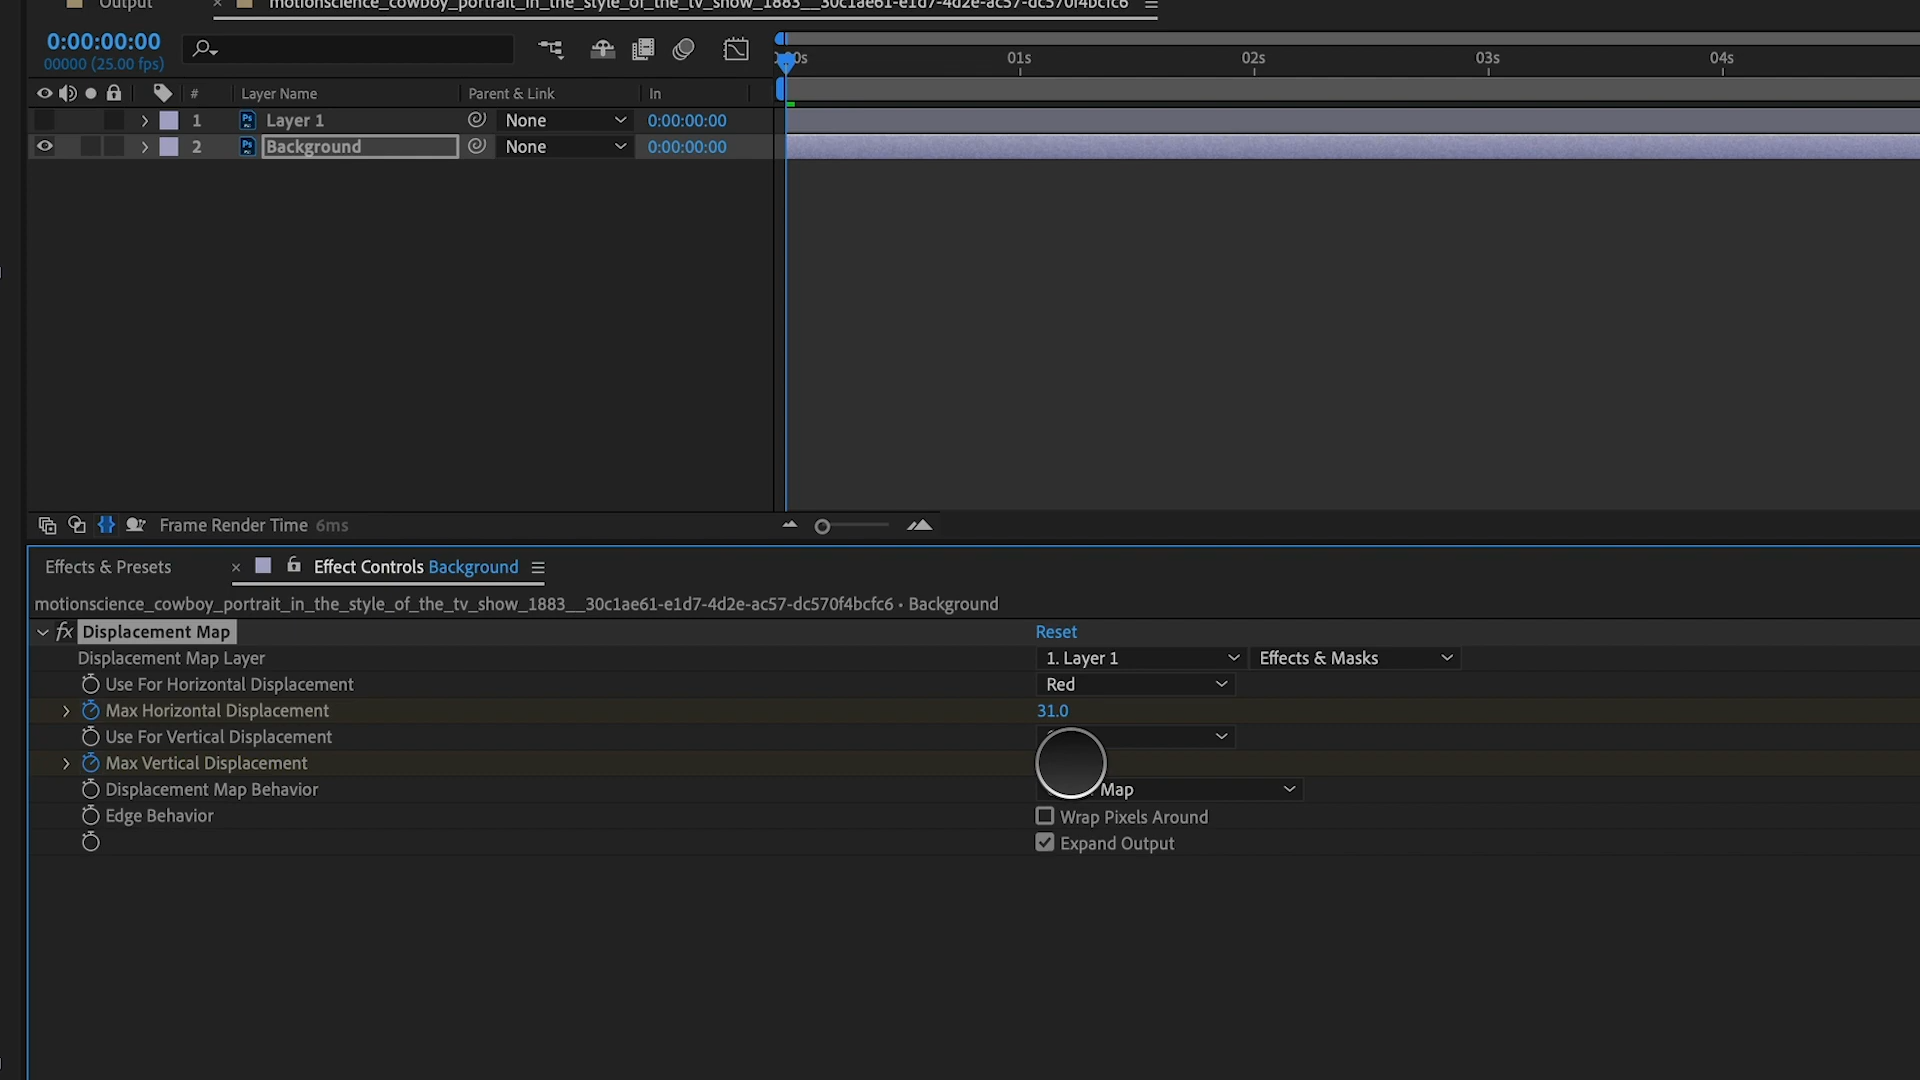 Output × motionscience_cowboy_portrait_in_the_style_of_the_tv_show_1883__30c1ae61-e1d7-4d2e-ac57-dc570f4bcfc6
0:00:00:00
00000 (25.00 fps)
01s 02s 03s 04s
# Layer Name Parent & Link In
1 Ps Layer 1 None 0:00:00:00
2 Ps Background None 0:00:00:00
Frame Render Time 6ms
Effects & Presets × Effect Controls Background
motionscience_cowboy_portrait_in_the_style_of_the_tv_show_1883__30c1ae61-e1d7-4d2e-ac57-dc570f4bcfc6 • Background
fx Displacement Map Reset
Displacement Map Layer 1. Layer 1 Effects & Masks
Use For Horizontal Displacement Red
Max Horizontal Displacement 31.0
Use For Vertical Displacement
Max Vertical Displacement
Displacement Map Behavior Map
Edge Behavior Wrap Pixels Around
Expand Output